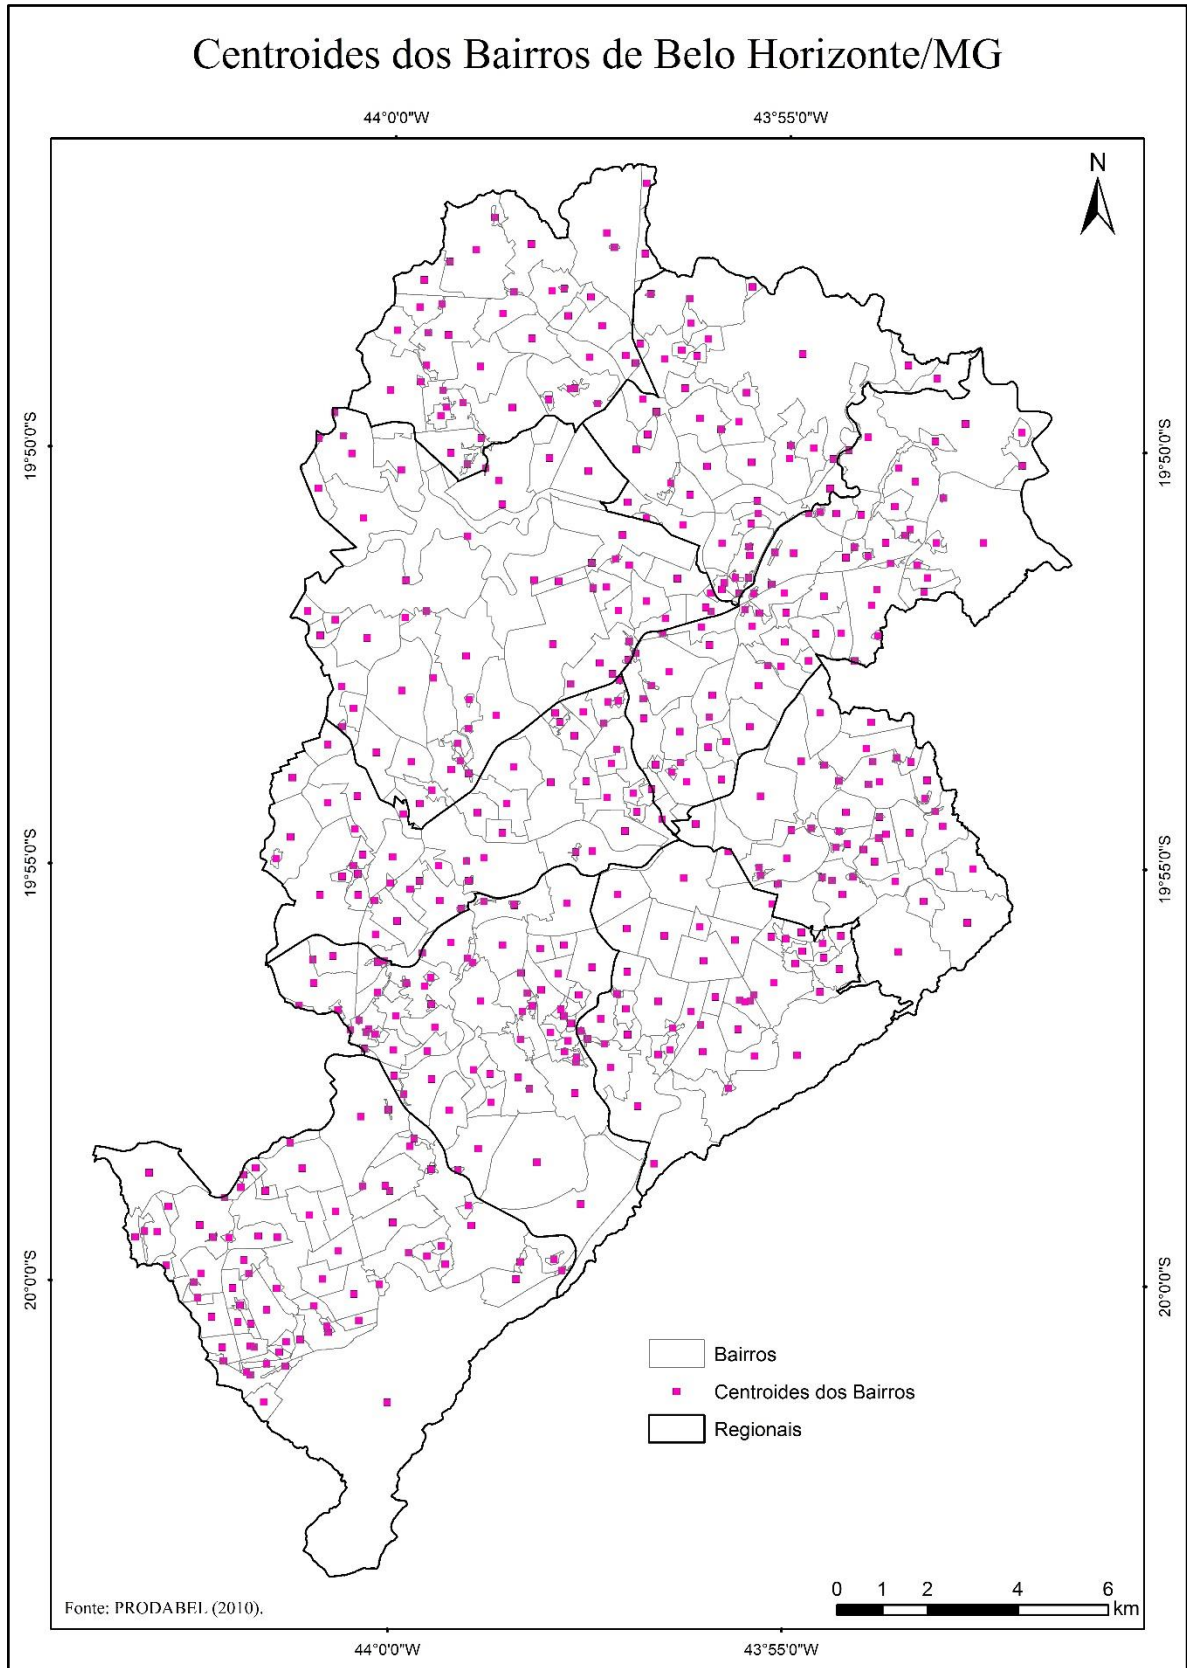 Centroides dos Bairros de Belo Horizonte/MG
44°0'0"W 43°55'0"W
N
19°50'0"S 19°50'0"S
19°55'0"S 19°55'0"S
20°0'0"S 20°0'0"S
Bairros
Centroides dos Bairros
Regionais
0 1 2 4 6
km
Fonte: PRODABEL (2010).
44°0'0"W 43°55'0"W